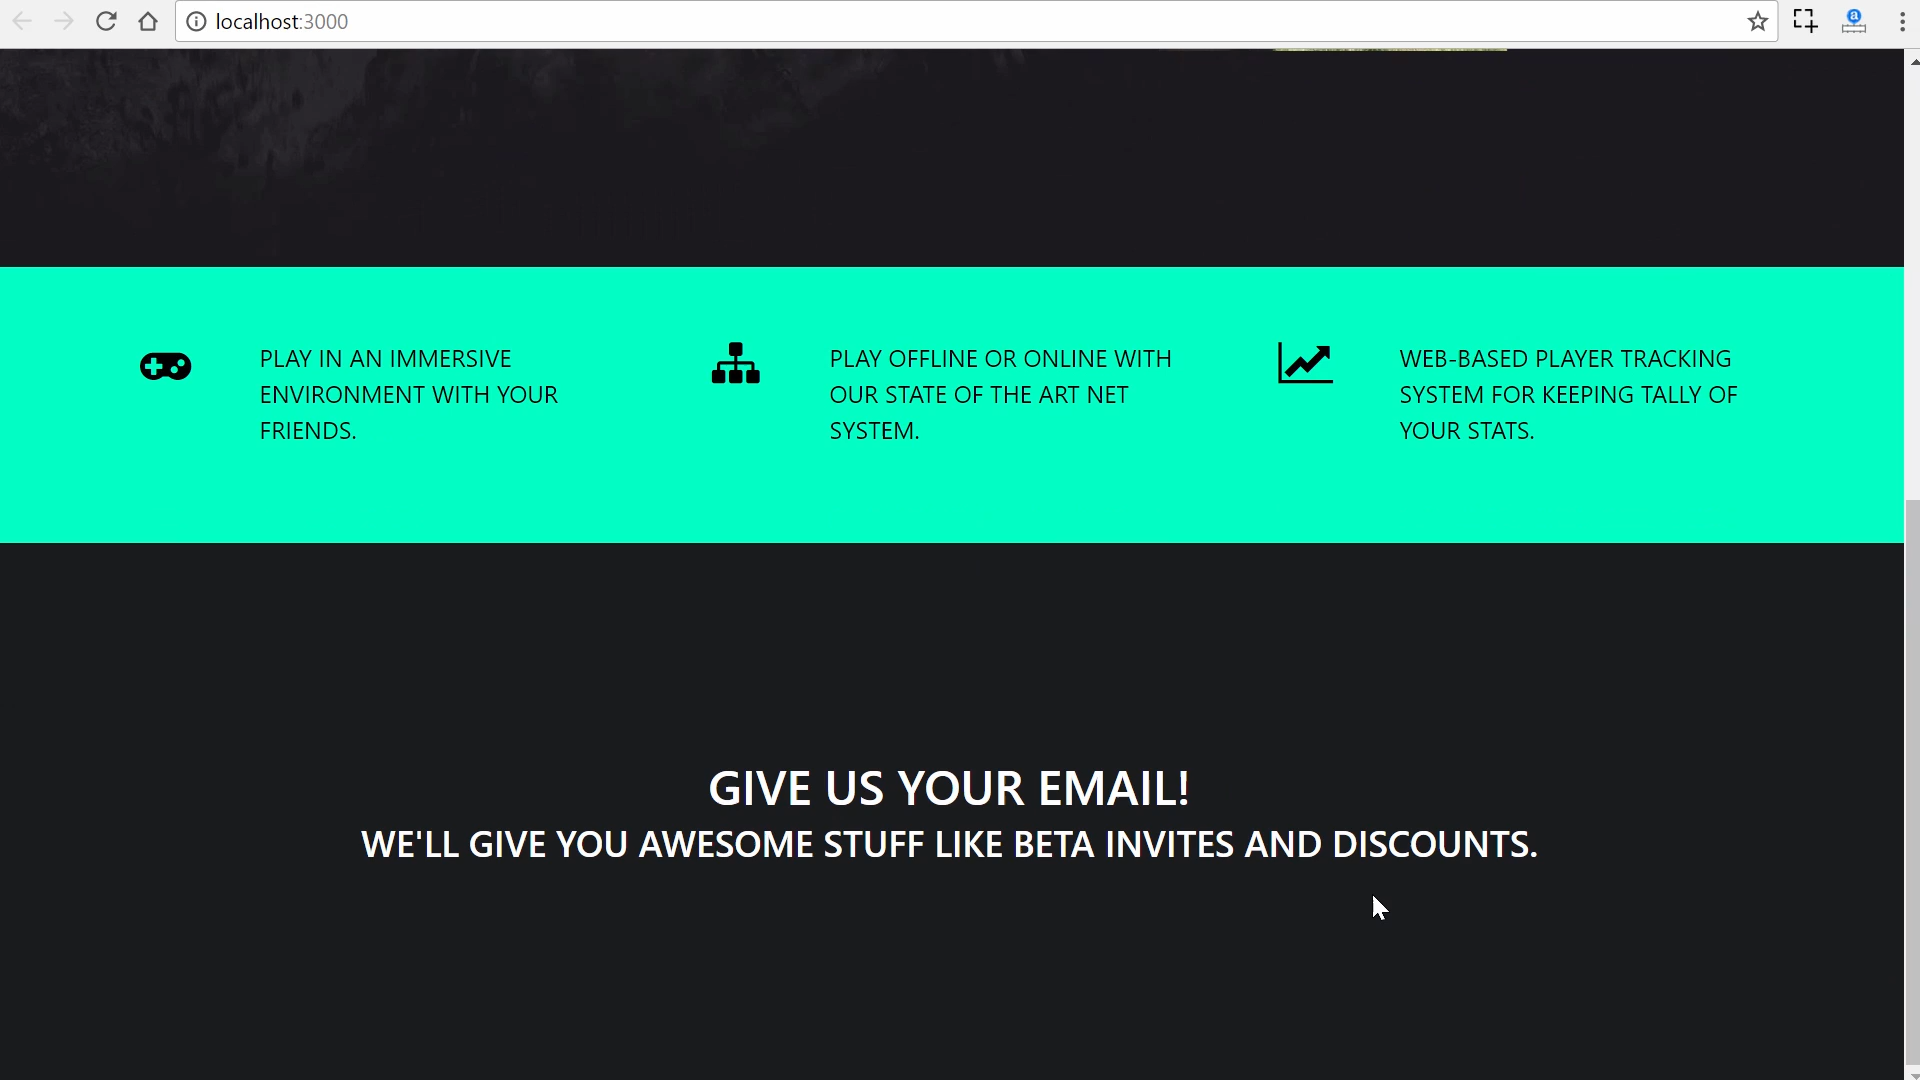 localhost:3000
PLAY IN AN IMMERSIVE
ENVIRONMENT WITH YOUR
FRIENDS.
PLAY OFFLINE OR ONLINE WITH
OUR STATE OF THE ART NET
SYSTEM.
WEB-BASED PLAYER TRACKING
SYSTEM FOR KEEPING TALLY OF
YOUR STATS.
GIVE US YOUR EMAIL!
WE'LL GIVE YOU AWESOME STUFF LIKE BETA INVITES AND DISCOUNTS.